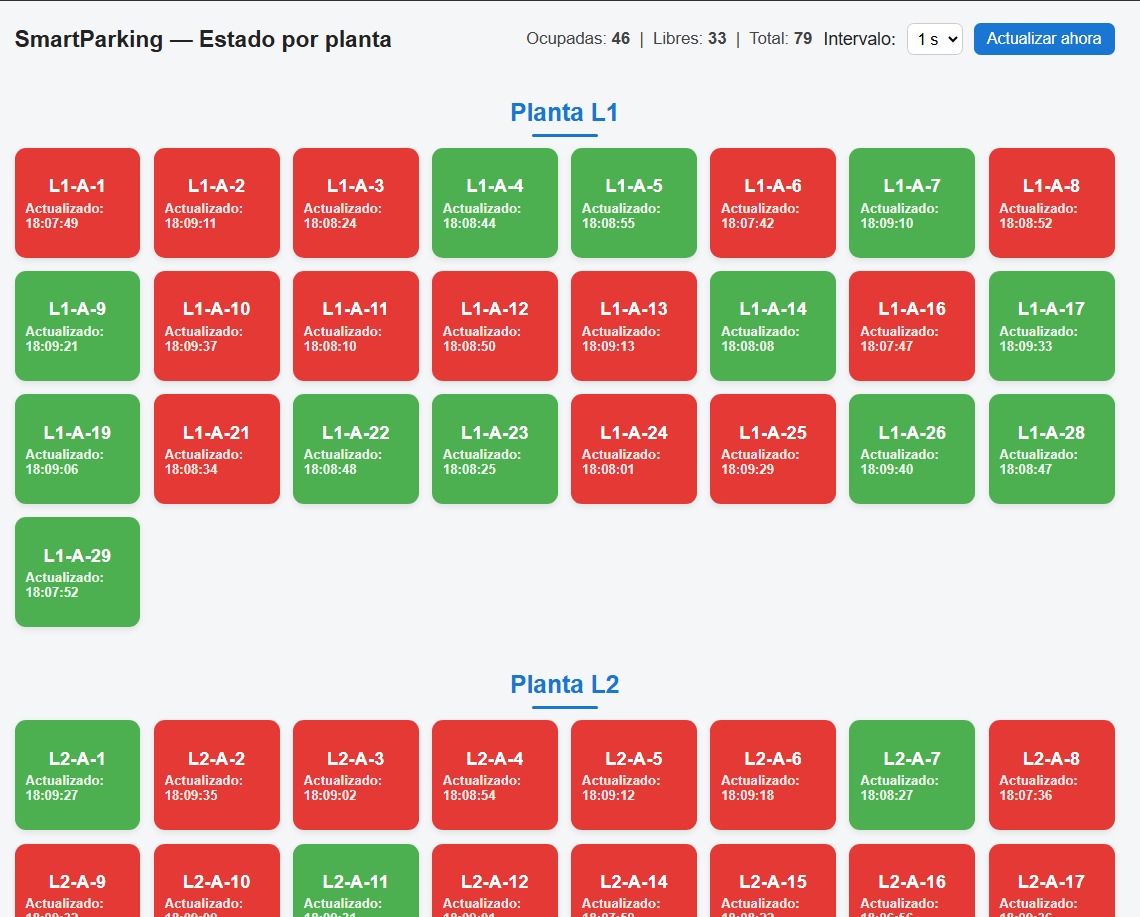 SmartParking — Estado por planta
Ocupadas: 46 | Libres: 33 | Total: 79 Intervalo: 1 s Actualizar ahora
Planta L1
L1-A-1
Actualizado:
18:07:49
L1-A-2
Actualizado:
18:09:11
L1-A-3
Actualizado:
18:08:24
L1-A-4
Actualizado:
18:08:44
L1-A-5
Actualizado:
18:08:55
L1-A-6
Actualizado:
18:07:42
L1-A-7
Actualizado:
18:09:10
L1-A-8
Actualizado:
18:08:52
L1-A-9
Actualizado:
18:09:21
L1-A-10
Actualizado:
18:09:37
L1-A-11
Actualizado:
18:08:10
L1-A-12
Actualizado:
18:08:50
L1-A-13
Actualizado:
18:09:13
L1-A-14
Actualizado:
18:08:08
L1-A-16
Actualizado:
18:07:47
L1-A-17
Actualizado:
18:09:33
L1-A-19
Actualizado:
18:09:06
L1-A-21
Actualizado:
18:08:34
L1-A-22
Actualizado:
18:08:48
L1-A-23
Actualizado:
18:08:25
L1-A-24
Actualizado:
18:08:01
L1-A-25
Actualizado:
18:09:29
L1-A-26
Actualizado:
18:09:40
L1-A-28
Actualizado:
18:08:47
L1-A-29
Actualizado:
18:07:52
Planta L2
L2-A-1
Actualizado:
18:09:27
L2-A-2
Actualizado:
18:09:35
L2-A-3
Actualizado:
18:09:02
L2-A-4
Actualizado:
18:08:54
L2-A-5
Actualizado:
18:09:12
L2-A-6
Actualizado:
18:09:18
L2-A-7
Actualizado:
18:08:27
L2-A-8
Actualizado:
18:07:36
L2-A-9
Actualizado:
L2-A-10
Actualizado:
L2-A-11
Actualizado:
L2-A-12
Actualizado:
L2-A-14
Actualizado:
L2-A-15
Actualizado:
L2-A-16
Actualizado:
L2-A-17
Actualizado: